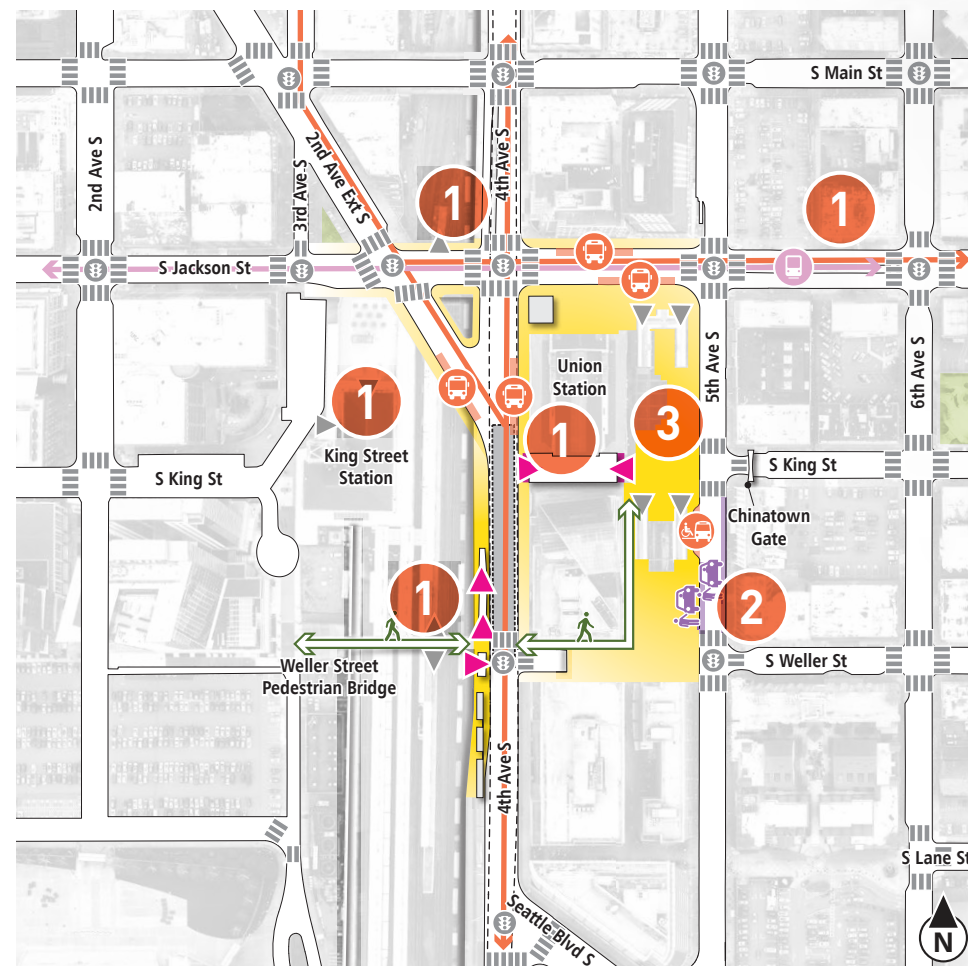 S Main St
2nd Ave S
3rd Ave S
2nd Ave Ext S
4th Ave S
1
1
S Jackson St
Union
Station
5th Ave S
6th Ave S
1
1
3
King Street
Station
S King St
S King St
Chinatown
Gate
1
2
Weller Street
Pedestrian Bridge
S Weller St
4th Ave S
S Lane St
Seattle Blvd S
N